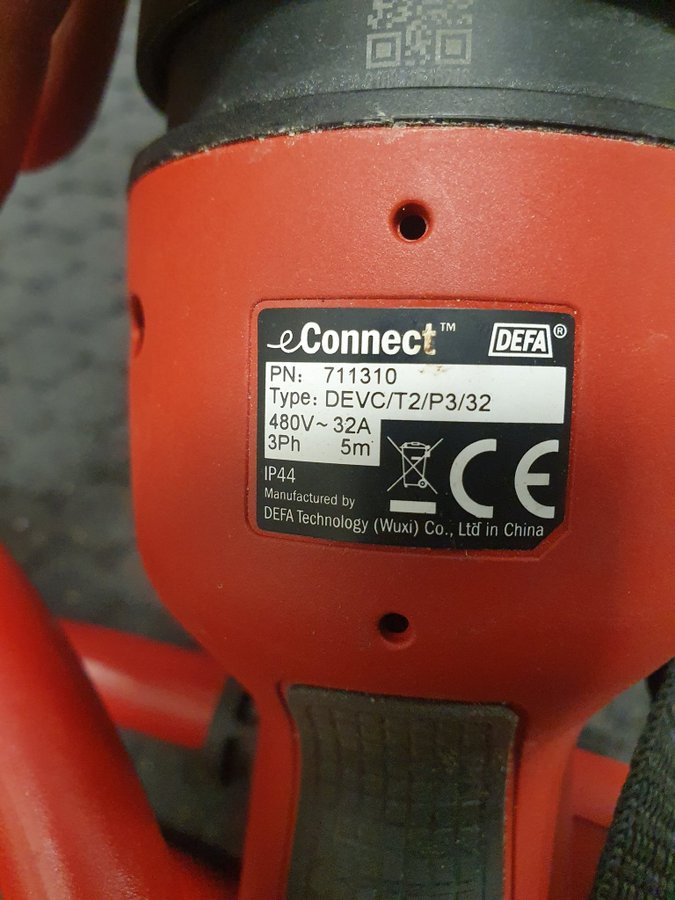 eConnect™ DEFA®
PN: 711310
Type: DEVC/T2/P3/32
480V~ 32A
3Ph 5m
IP44
CE
Manufactured by
DEFA Technology (Wuxi) Co., Ltd in China